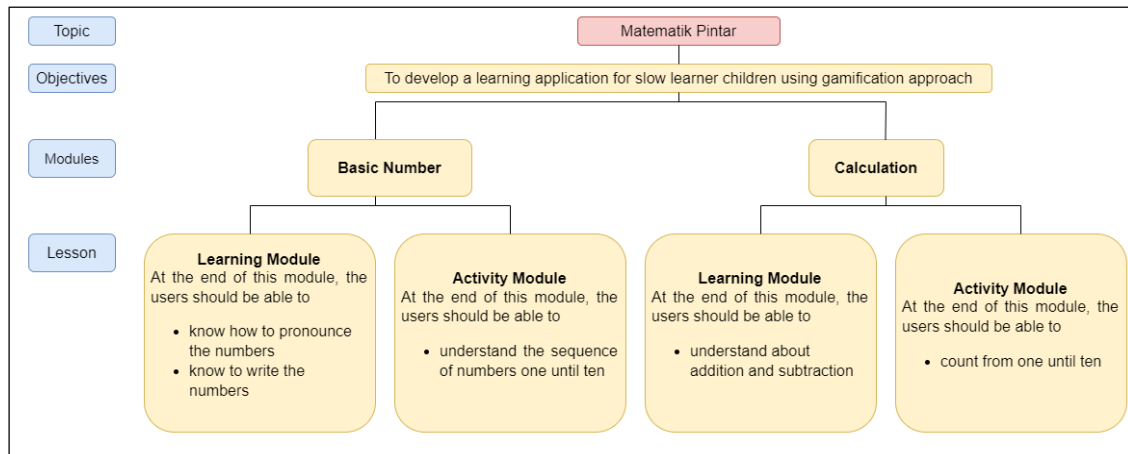 Topic
Matematik Pintar
Objectives
To develop a learning application for slow learner children using gamification approach
Modules
Basic Number
Calculation
Lesson
Learning Module
At the end of this module, the
users should be able to
• know how to pronounce
the numbers
• know to write the
numbers
Activity Module
At the end of this module, the
users should be able to
• understand the sequence
of numbers one until ten
Learning Module
At the end of this module, the
users should be able to
• understand about
addition and subtraction
Activity Module
At the end of this module, the
users should be able to
• count from one until ten